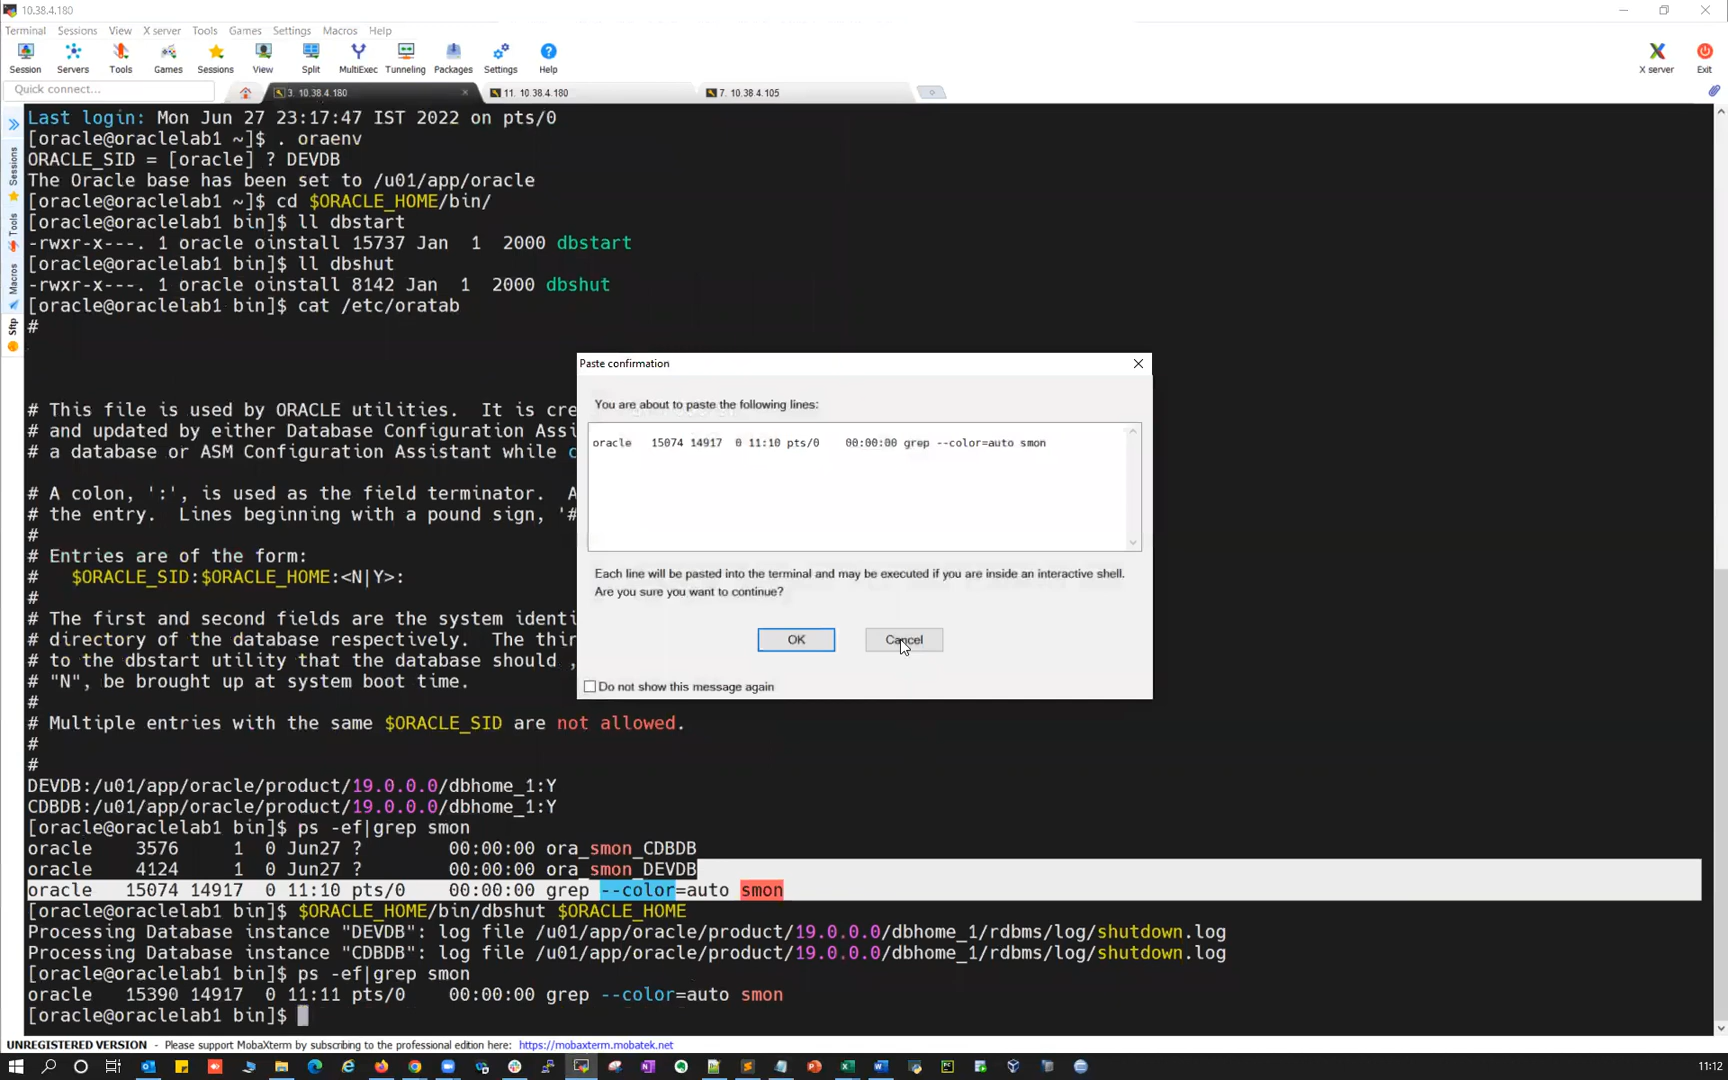 10.38.4.180
Terminal Sessions View X server Tools Games Settings Macros Help
Session Servers Tools Games Sessions View Split MultiExec Tunneling Packages Settings Help X server Exit
Quick connect...
3. 10.38.4.180
11. 10.38.4.180
7. 10.38.4.105
Sessions
Tools
Macros
Sftp
Last login: Mon Jun 27 23:17:47 IST 2022 on pts/0
[oracle@oraclelab1 ~]$ . oraenv
ORACLE_SID = [oracle] ? DEVDB
The Oracle base has been set to /u01/app/oracle
[oracle@oraclelab1 ~]$ cd $ORACLE_HOME/bin/
[oracle@oraclelab1 bin]$ ll dbstart
-rwxr-x---. 1 oracle oinstall 15737 Jan  1  2000 dbstart
[oracle@oraclelab1 bin]$ ll dbshut
-rwxr-x---. 1 oracle oinstall 8142 Jan  1  2000 dbshut
[oracle@oraclelab1 bin]$ cat /etc/oratab
#
# This file is used by ORACLE utilities.  It is cre
# and updated by either Database Configuration Assi
# a database or ASM Configuration Assistant while c
# A colon, ':', is used as the field terminator.  A
# the entry.  Lines beginning with a pound sign, '#
#
# Entries are of the form:
#   $ORACLE_SID:$ORACLE_HOME:<N|Y>:
#
# The first and second fields are the system identi
# directory of the database respectively.  The thir
# to the dbstart utility that the database should ,
# "N", be brought up at system boot time.
#
# Multiple entries with the same $ORACLE_SID are not allowed.
#
#
DEVDB:/u01/app/oracle/product/19.0.0.0/dbhome_1:Y
CDBDB:/u01/app/oracle/product/19.0.0.0/dbhome_1:Y
[oracle@oraclelab1 bin]$ ps -ef|grep smon
oracle    3576     1  0 Jun27 ?        00:00:00 ora_smon_CDBDB
oracle    4124     1  0 Jun27 ?        00:00:00 ora_smon_DEVDB
oracle   15074 14917  0 11:10 pts/0    00:00:00 grep --color=auto smon
[oracle@oraclelab1 bin]$ $ORACLE_HOME/bin/dbshut $ORACLE_HOME
Processing Database instance "DEVDB": log file /u01/app/oracle/product/19.0.0.0/dbhome_1/rdbms/log/shutdown.log
Processing Database instance "CDBDB": log file /u01/app/oracle/product/19.0.0.0/dbhome_1/rdbms/log/shutdown.log
[oracle@oraclelab1 bin]$ ps -ef|grep smon
oracle   15390 14917  0 11:11 pts/0    00:00:00 grep --color=auto smon
[oracle@oraclelab1 bin]$
Paste confirmation
You are about to paste the following lines:
oracle   15074 14917  0 11:10 pts/0    00:00:00 grep --color=auto smon
Each line will be pasted into the terminal and may be executed if you are inside an interactive shell.
Are you sure you want to continue?
OK
Cancel
Do not show this message again
UNREGISTERED VERSION - Please support MobaXterm by subscribing to the professional edition here: https://mobaxterm.mobatek.net
11:12